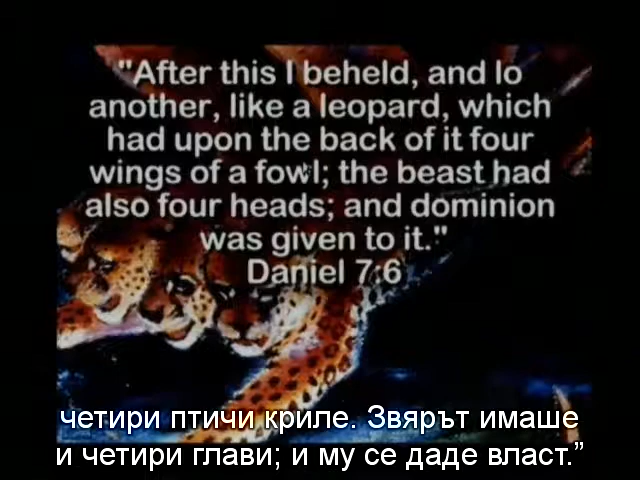 "After this I beheld, and lo
another, like a leopard, which
had upon the back of it four
wings of a fowl; the beast had
also four heads; and dominion
was given to it."
Daniel 7:6
четири птичи криле. Звярът имаше
и четири глави; и му се даде власт.”